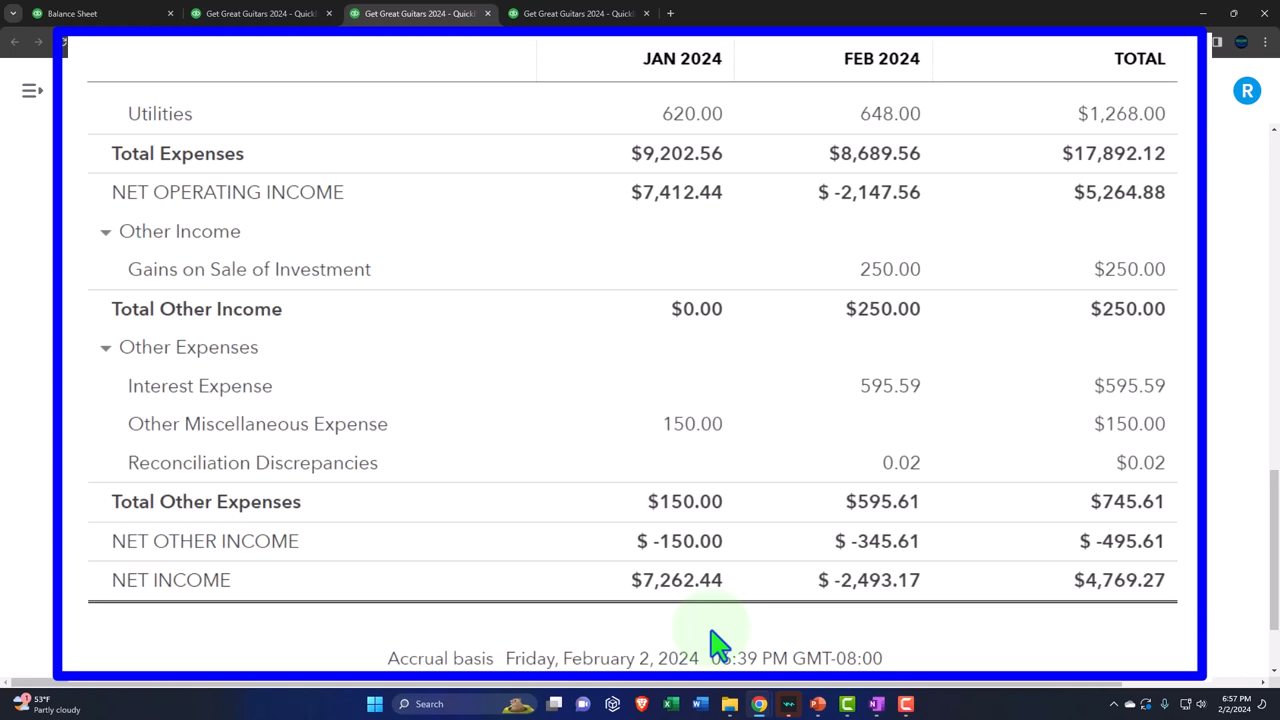 Balance Sheet
Get Great Guitars 2024 - Quick
Get Great Guitars 2024 - Quick
Get Great Guitars 2024 - Quick
JAN 2024 FEB 2024 TOTAL
R
Utilities 620.00 648.00 $1,268.00
Total Expenses $9,202.56 $8,689.56 $17,892.12
NET OPERATING INCOME $7,412.44 $ -2,147.56 $5,264.88
Other Income
Gains on Sale of Investment 250.00 $250.00
Total Other Income $0.00 $250.00 $250.00
Other Expenses
Interest Expense 595.59 $595.59
Other Miscellaneous Expense 150.00 $150.00
Reconciliation Discrepancies 0.02 $0.02
Total Other Expenses $150.00 $595.61 $745.61
NET OTHER INCOME $ -150.00 $ -345.61 $ -495.61
NET INCOME $7,262.44 $ -2,493.17 $4,769.27
Accrual basis Friday, February 2, 2024 :39 PM GMT-08:00
53°F
Partly cloudy
Search
6:57 PM
2/2/2024